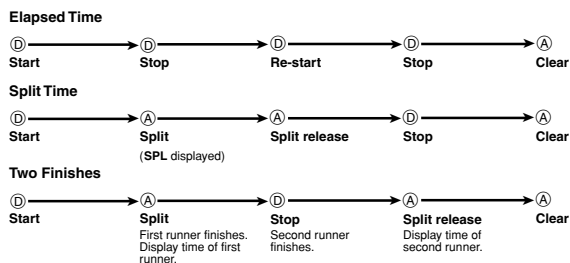 Elapsed Time
Ⓓ Ⓓ Ⓓ Ⓓ Ⓐ
Start Stop Re-start Stop Clear
Split Time
Ⓓ Ⓐ Ⓐ Ⓓ Ⓐ
Start Split Split release Stop Clear
(SPL displayed)
Two Finishes
Ⓓ Ⓐ Ⓓ Ⓐ Ⓐ
Start Split Stop Split release Clear
First runner finishes. Second runner Display time of
Display time of first finishes. second runner.
runner.